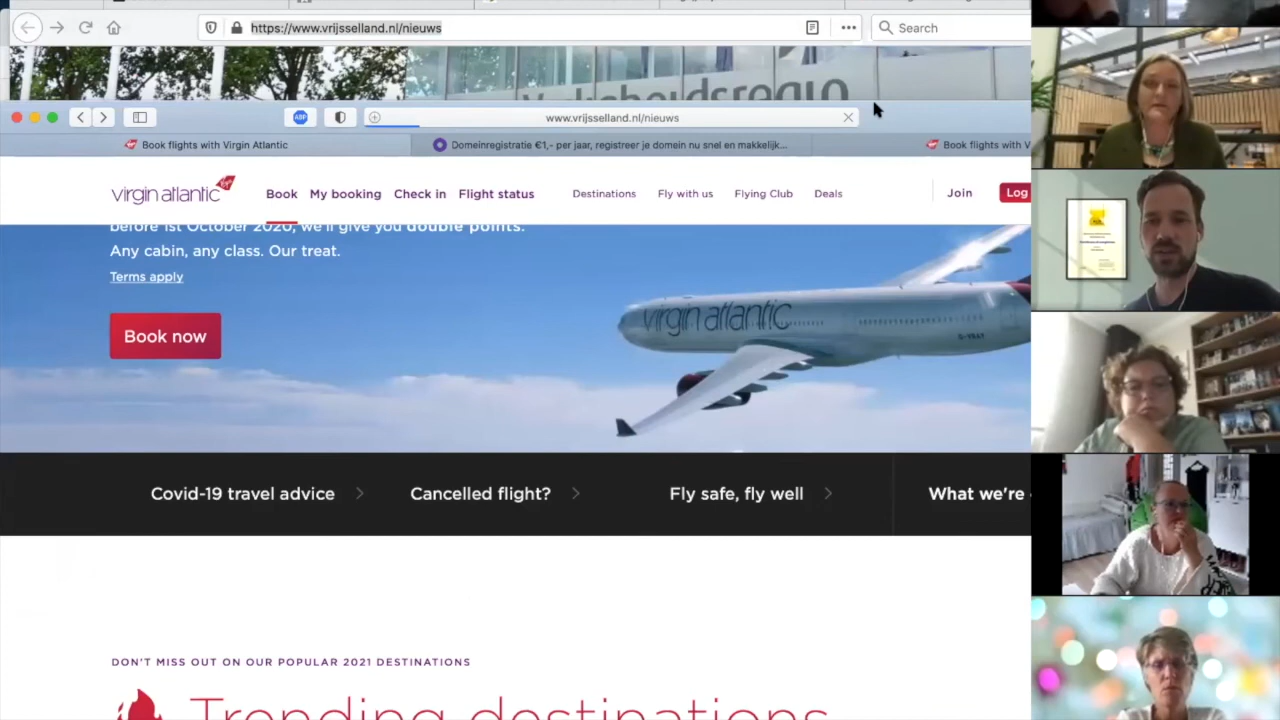 https://www.vrijsselland.nl/nieuws
Search
www.vrijsselland.nl/nieuws
Book flights with Virgin Atlantic
Domeinregistratie €1,- per jaar, registreer je domein nu snel en makkelijk...
Book flights with V
virgin atlantic
Book
My booking
Check in
Flight status
Destinations
Fly with us
Flying Club
Deals
Join
Log
before 1st October 2020, we'll give you double points.
Any cabin, any class. Our treat.
Terms apply
Book now
virgin atlantic
Covid-19 travel advice
Cancelled flight?
Fly safe, fly well
What we're
DON'T MISS OUT ON OUR POPULAR 2021 DESTINATIONS
Trending destinations